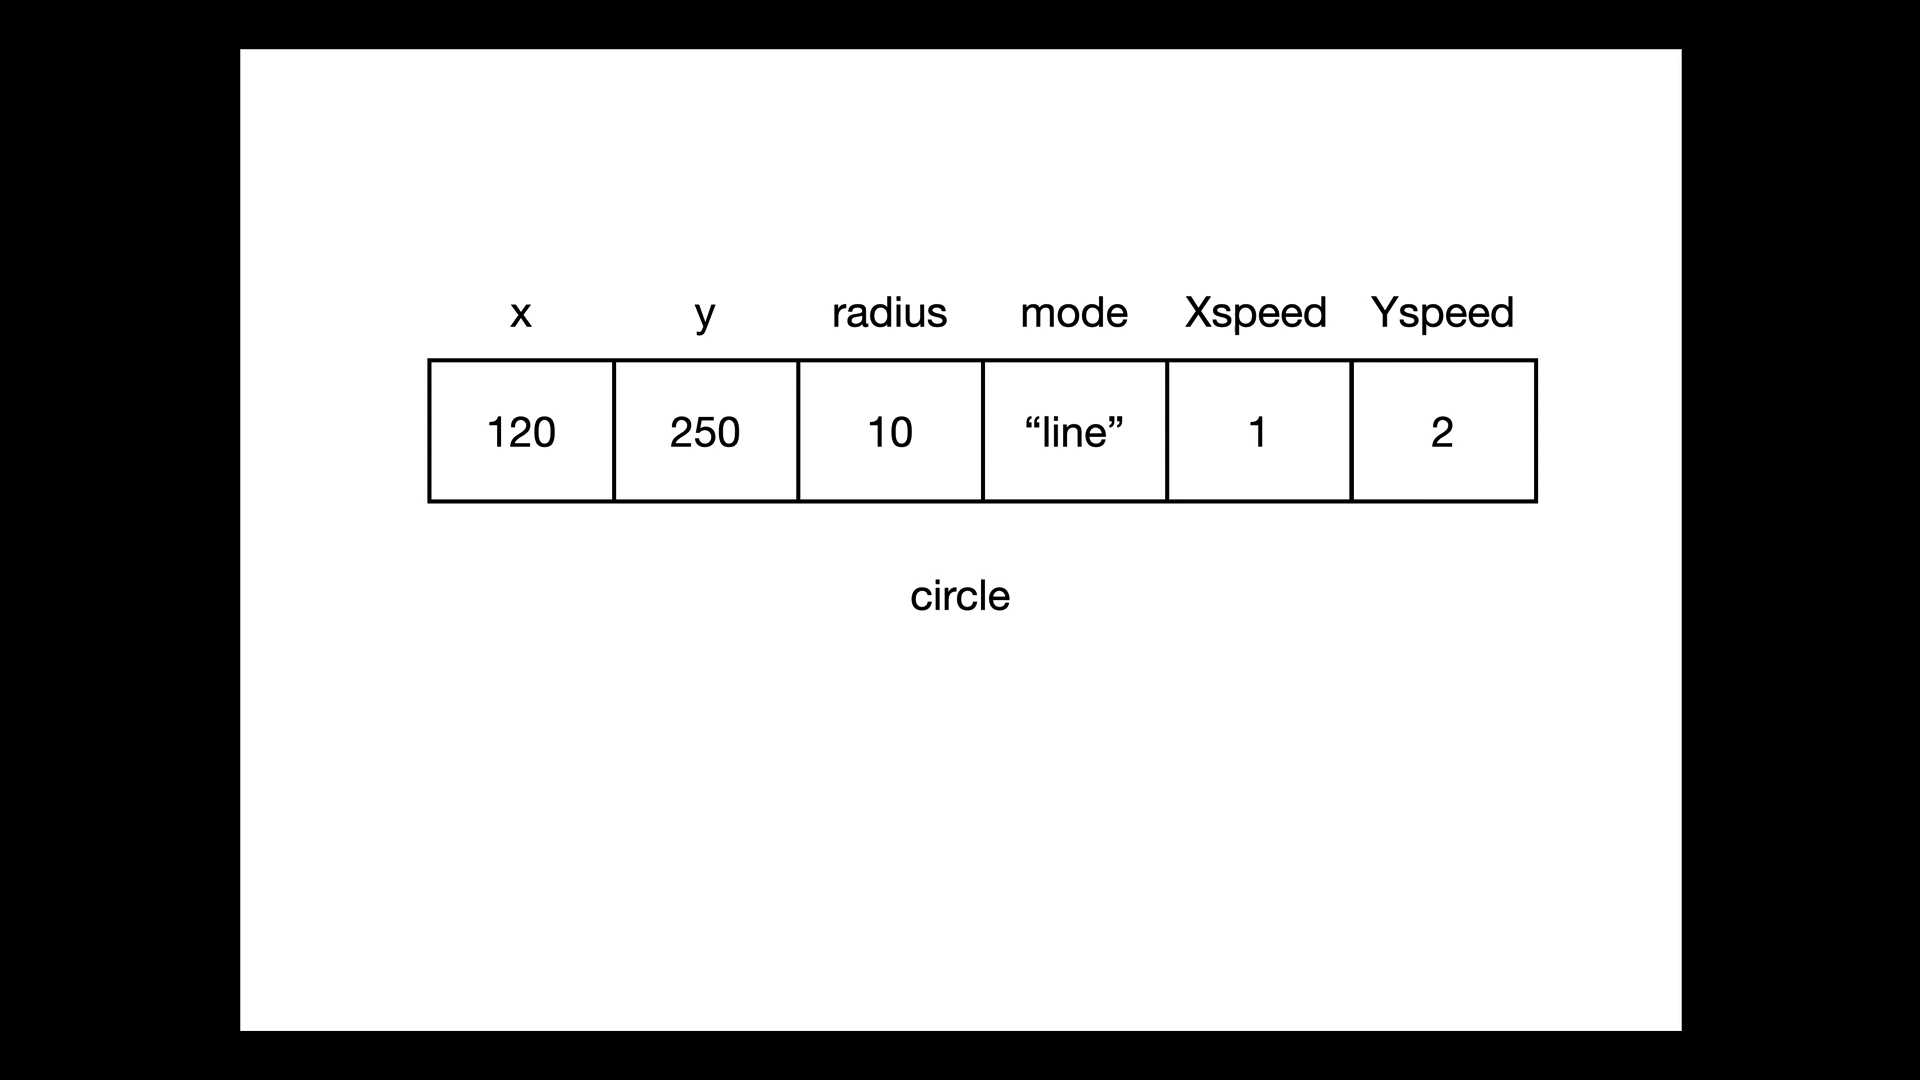 x y radius mode Xspeed Yspeed
120 250 10 “line” 1 2
circle